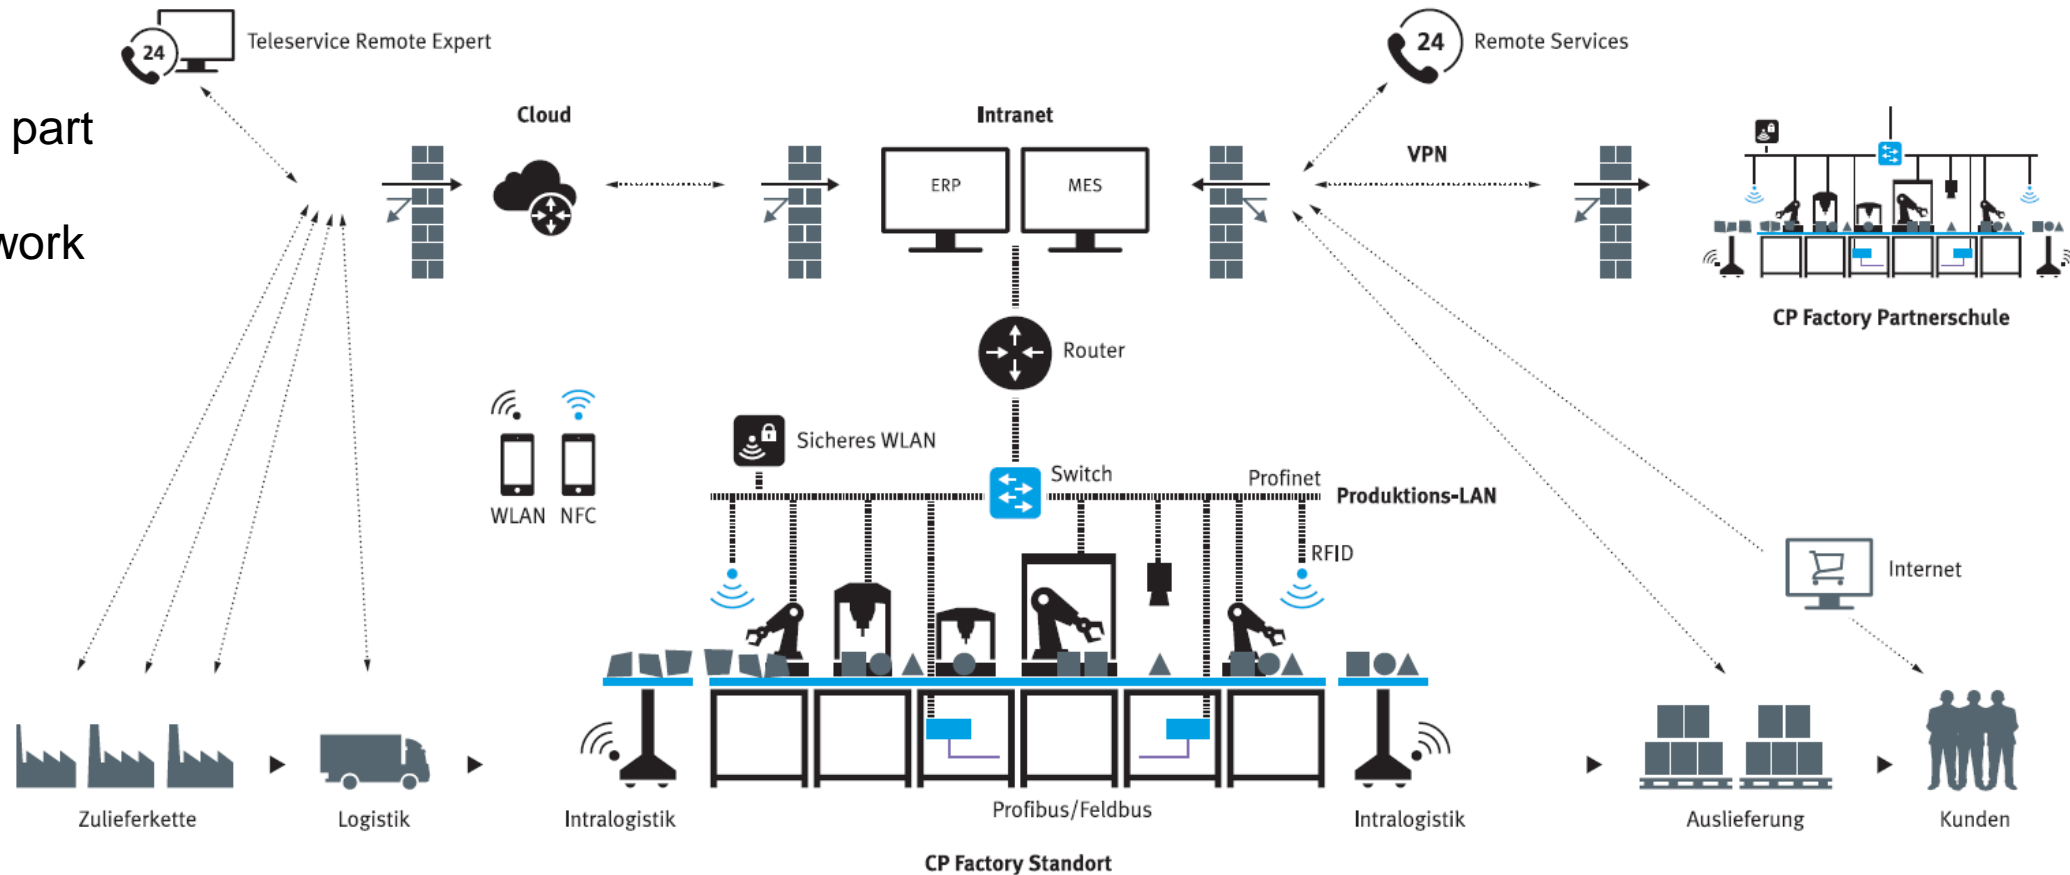 24
Teleservice Remote Expert
24
Remote Services
part
work
Cloud
Intranet
VPN
ERP
MES
CP Factory Partnerschule
Router
Sicheres WLAN
Switch
Profinet
Produktions-LAN
WLAN
NFC
RFID
Internet
Zulieferkette
Logistik
Intralogistik
Profibus/Feldbus
Intralogistik
Auslieferung
Kunden
CP Factory Standort